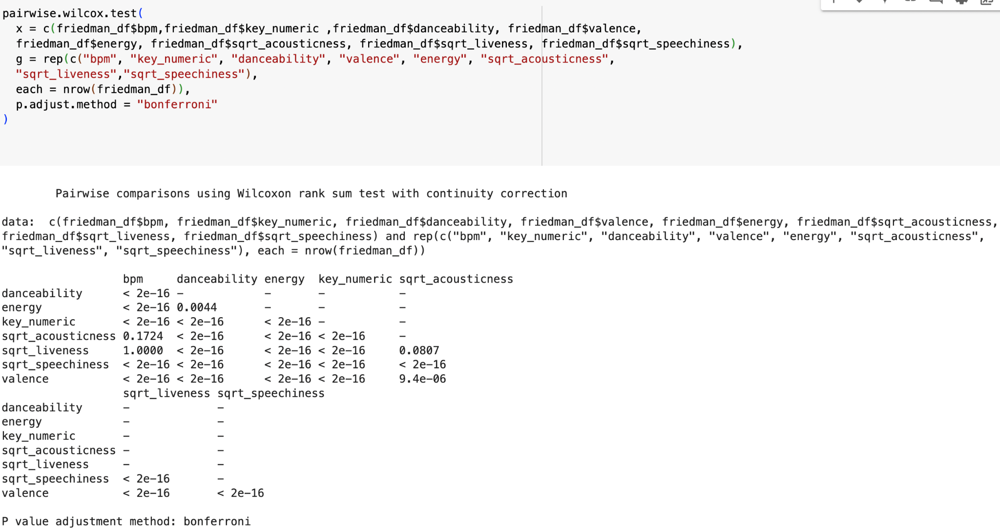 pairwise.wilcox.test(
  x = c(friedman_df$bpm,friedman_df$key_numeric ,friedman_df$danceability, friedman_df$valence,
  friedman_df$energy, friedman_df$sqrt_acousticness, friedman_df$sqrt_liveness, friedman_df$sqrt_speechiness),
  g = rep(c("bpm", "key_numeric", "danceability", "valence", "energy", "sqrt_acousticness",
  "sqrt_liveness","sqrt_speechiness"),
  each = nrow(friedman_df)),
  p.adjust.method = "bonferroni"
)
        Pairwise comparisons using Wilcoxon rank sum test with continuity correction
data:  c(friedman_df$bpm, friedman_df$key_numeric, friedman_df$danceability, friedman_df$valence, friedman_df$energy, friedman_df$sqrt_acousticness,
friedman_df$sqrt_liveness, friedman_df$sqrt_speechiness) and rep(c("bpm", "key_numeric", "danceability", "valence", "energy", "sqrt_acousticness",
"sqrt_liveness", "sqrt_speechiness"), each = nrow(friedman_df))
                  bpm     danceability energy  key_numeric sqrt_acousticness
danceability      < 2e-16 -            -       -           -
energy            < 2e-16 0.0044       -       -           -
key_numeric       < 2e-16 < 2e-16      < 2e-16 -           -
sqrt_acousticness 0.1724  < 2e-16      < 2e-16 < 2e-16     -
sqrt_liveness     1.0000  < 2e-16      < 2e-16 < 2e-16     0.0807
sqrt_speechiness  < 2e-16 < 2e-16      < 2e-16 < 2e-16     < 2e-16
valence           < 2e-16 < 2e-16      < 2e-16 < 2e-16     9.4e-06
                  sqrt_liveness sqrt_speechiness
danceability      -             -
energy            -             -
key_numeric       -             -
sqrt_acousticness -             -
sqrt_liveness     -             -
sqrt_speechiness  < 2e-16       -
valence           < 2e-16       < 2e-16
P value adjustment method: bonferroni